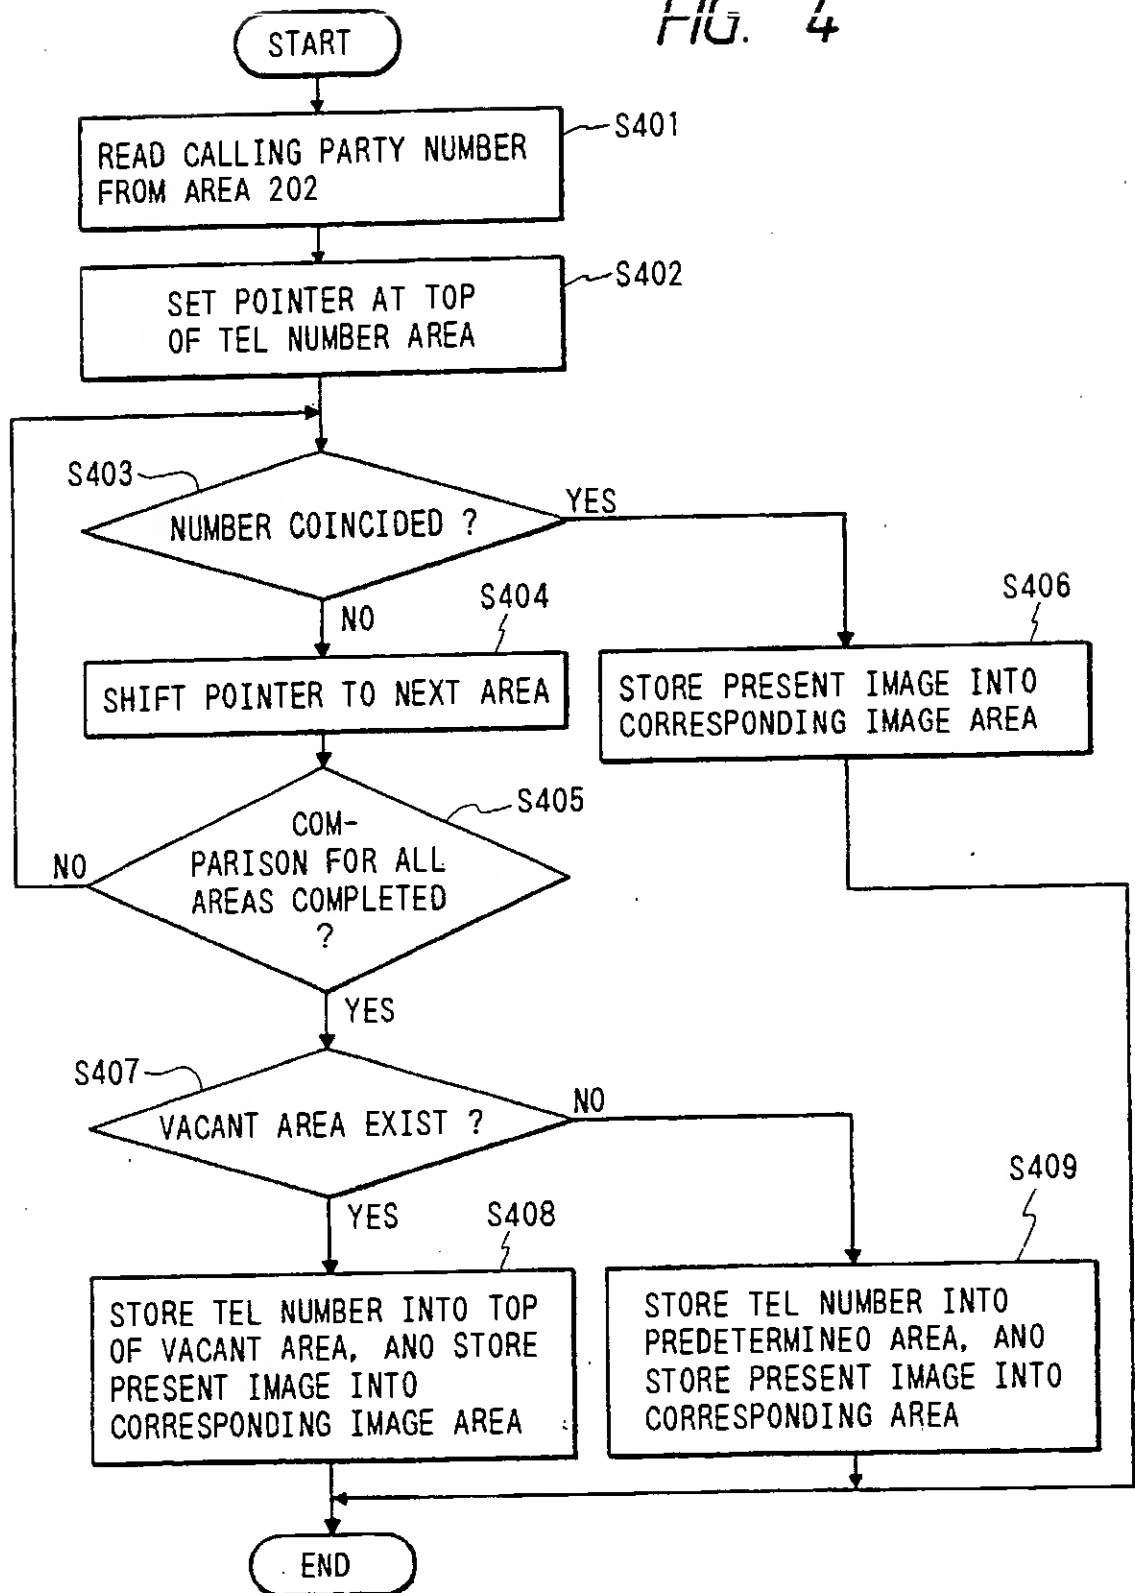 FIG. 4
START
READ CALLING PARTY NUMBER
FROM AREA 202
S401
SET POINTER AT TOP
OF TEL NUMBER AREA
S402
S403
NUMBER COINCIDED ?
YES
NO
S404
SHIFT POINTER TO NEXT AREA
S406
STORE PRESENT IMAGE INTO
CORRESPONDING IMAGE AREA
S405
COM-
PARISON FOR ALL
AREAS COMPLETED
?
NO
YES
S407
VACANT AREA EXIST ?
NO
YES
S408
STORE TEL NUMBER INTO TOP
OF VACANT AREA, ANO STORE
PRESENT IMAGE INTO
CORRESPONDING IMAGE AREA
S409
STORE TEL NUMBER INTO
PREDETERMINEO AREA, ANO
STORE PRESENT IMAGE INTO
CORRESPONDING AREA
END